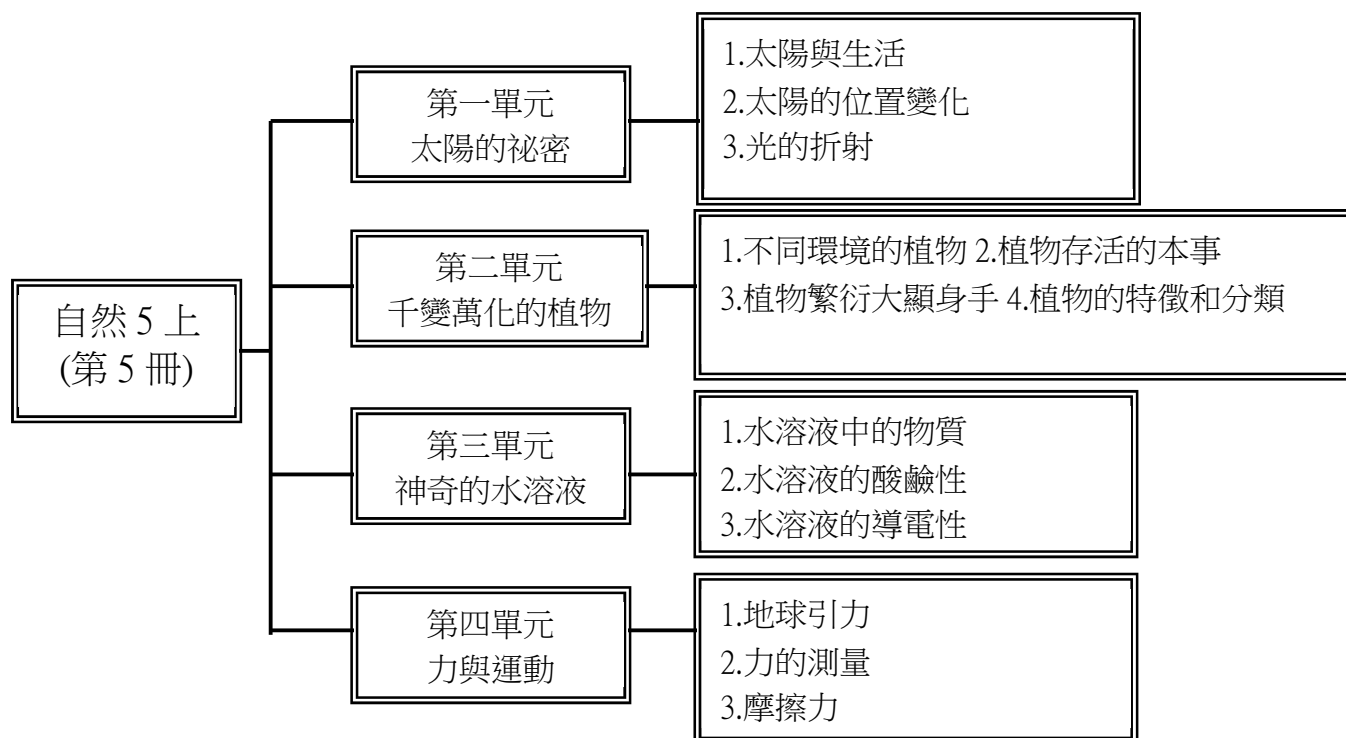 自然 5 上
(第 5 冊)
第一單元
太陽的祕密
1.太陽與生活
2.太陽的位置變化
3.光的折射
第二單元
千變萬化的植物
1.不同環境的植物 2.植物存活的本事
3.植物繁衍大顯身手 4.植物的特徵和分類
第三單元
神奇的水溶液
1.水溶液中的物質
2.水溶液的酸鹼性
3.水溶液的導電性
第四單元
力與運動
1.地球引力
2.力的測量
3.摩擦力